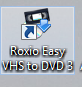 Roxio Easy
VHS to DVD 3